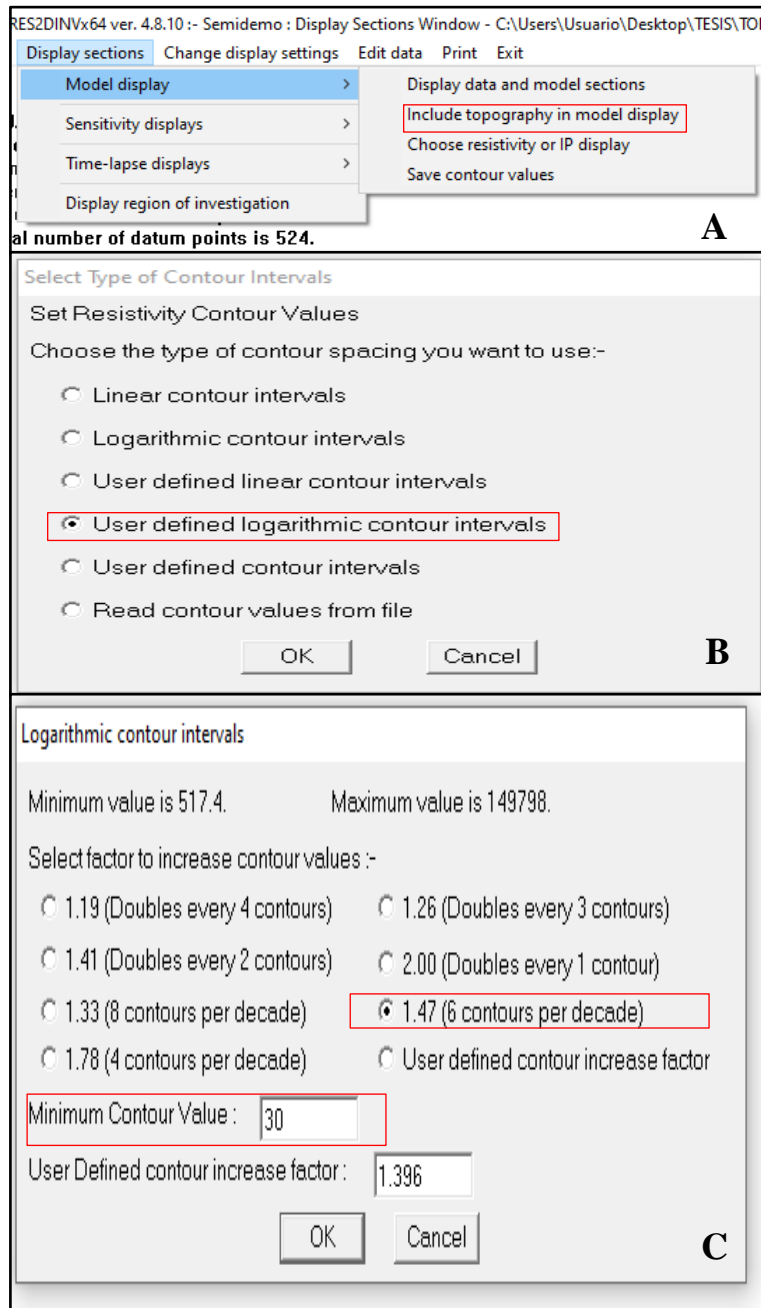 RES2DINVx64 ver. 4.8.10 :- Semidemo : Display Sections Window - C:\Users\Usuario\Desktop\TESIS\
Display sections Change display settings Edit data Print Exit
Model display > Display data and model sections
Include topography in model display
Sensitivity displays >
Choose resistivity or IP display
Time-lapse displays >
Save contour values
Display region of investigation
al number of datum points is 524.
A
Select Type of Contour Intervals
Set Resistivity Contour Values
Choose the type of contour spacing you want to use:-
Linear contour intervals
Logarithmic contour intervals
User defined linear contour intervals
User defined logarithmic contour intervals
User defined contour intervals
Read contour values from file
OK Cancel
B
Logarithmic contour intervals
Minimum value is 517.4. Maximum value is 149798.
Select factor to increase contour values :-
1.19 (Doubles every 4 contours) 1.26 (Doubles every 3 contours)
1.41 (Doubles every 2 contours) 2.00 (Doubles every 1 contour)
1.33 (8 contours per decade) 1.47 (6 contours per decade)
1.78 (4 contours per decade) User defined contour increase factor
Minimum Contour Value : 30
User Defined contour increase factor : 1.396
OK Cancel
C